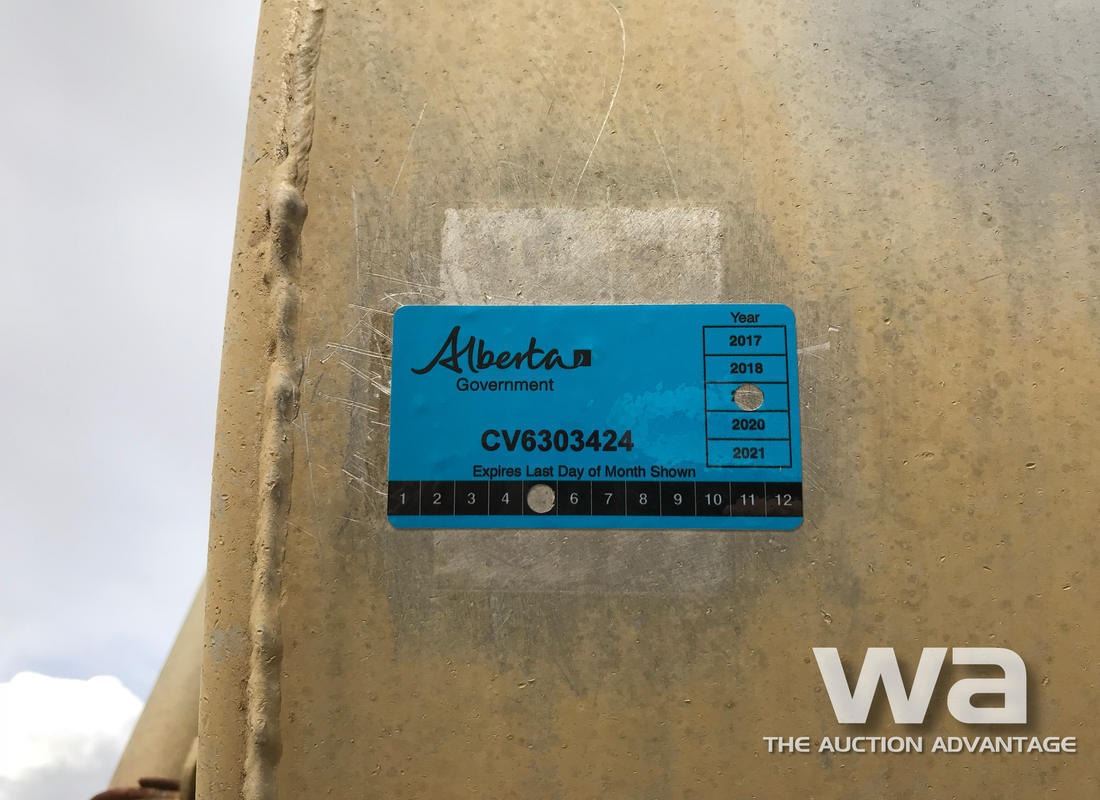 Alberta
Government
Year
2017
2018
2020
2021
CV6303424
Expires Last Day of Month Shown
1 2 3 4 6 7 8 9 10 11 12
wa
THE AUCTION ADVANTAGE